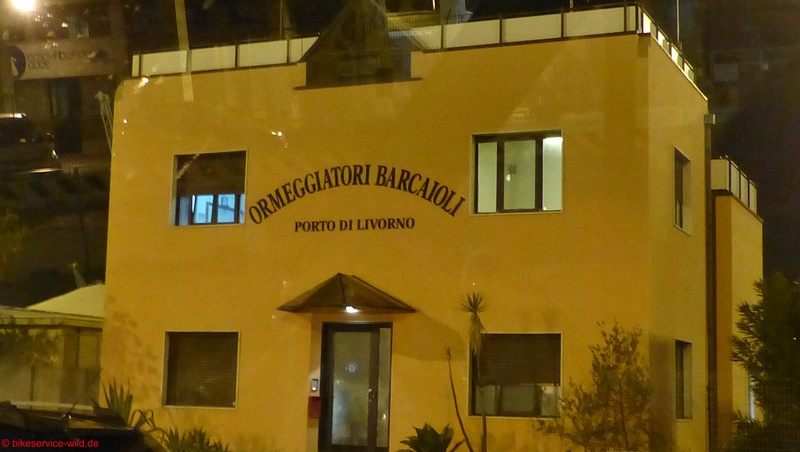 ORMEGGIATORI BARCAIOLI
PORTO DI LIVORNO
© bikeservice-wild.de